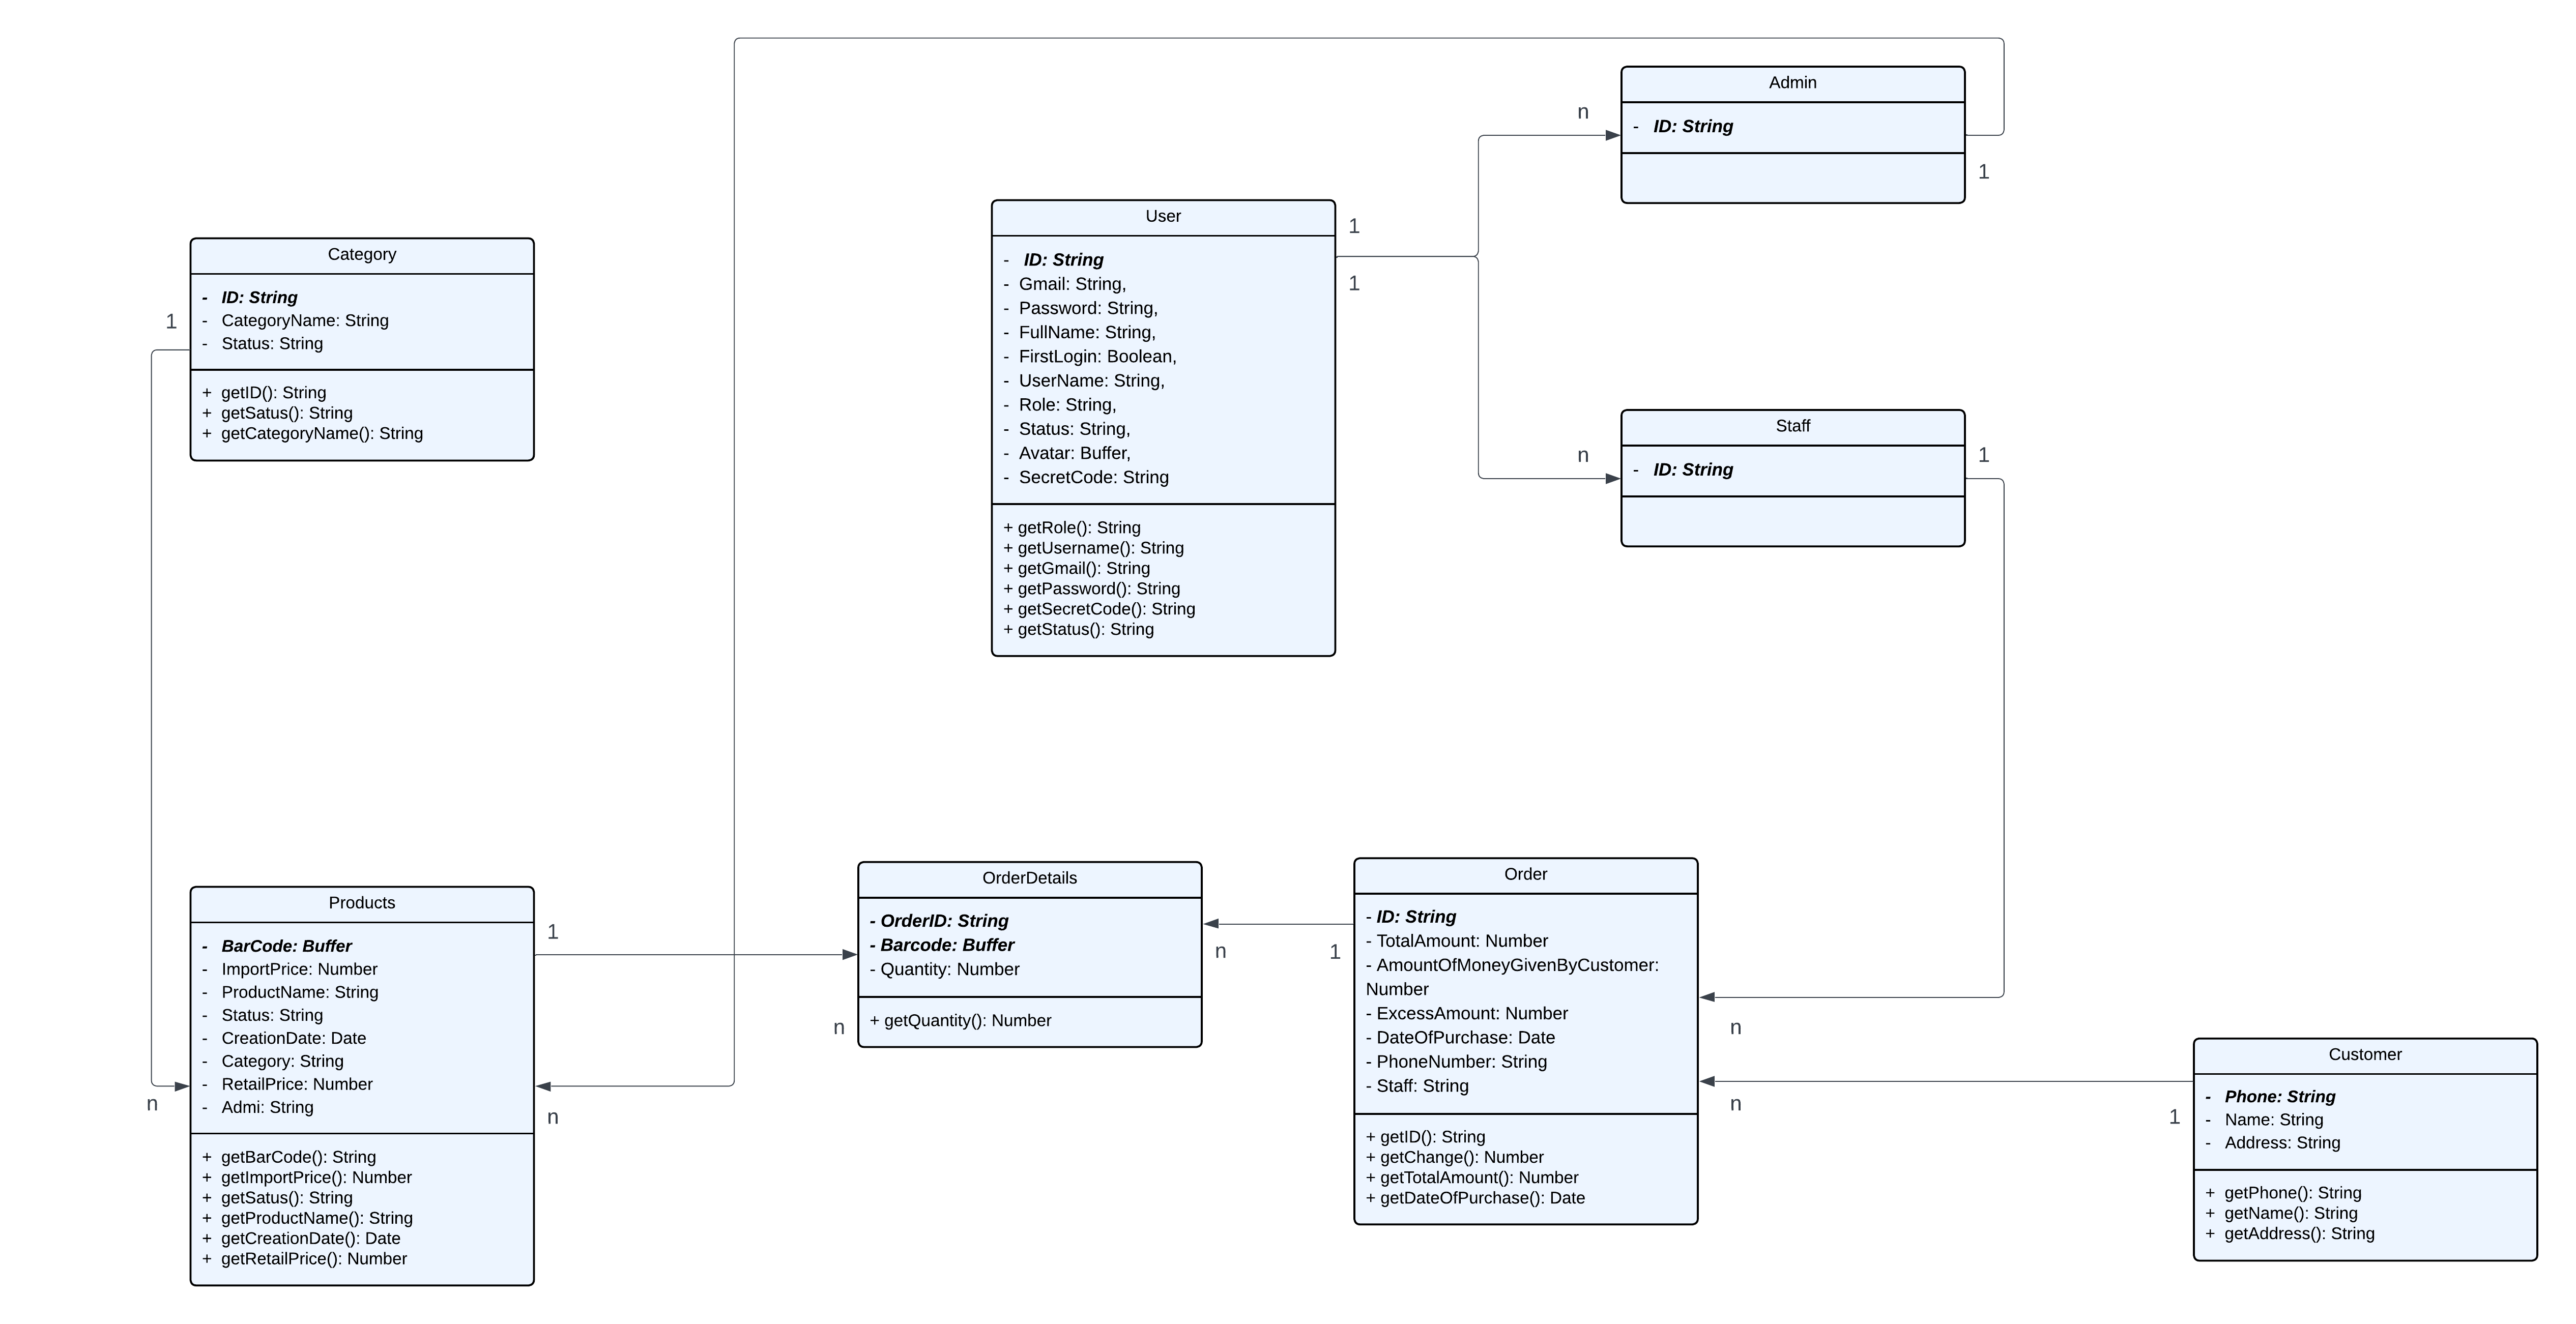 Admin
- ID: String
n
1
User
- ID: String
- Gmail: String,
- Password: String,
- FullName: String,
- FirstLogin: Boolean,
- UserName: String,
- Role: String,
- Status: String,
- Avatar: Buffer,
- SecretCode: String
+ getRole(): String
+ getUsername(): String
+ getGmail(): String
+ getPassword(): String
+ getSecretCode(): String
+ getStatus(): String
1
1
Category
- ID: String
- CategoryName: String
- Status: String
+ getID(): String
+ getSatus(): String
+ getCategoryName(): String
1
n
Staff
- ID: String
n
1
Products
- BarCode: Buffer
- ImportPrice: Number
- ProductName: String
- Status: String
- CreationDate: Date
- Category: String
- RetailPrice: Number
- Admi: String
+ getBarCode(): String
+ getImportPrice(): Number
+ getSatus(): String
+ getProductName(): String
+ getCreationDate(): Date
+ getRetailPrice(): Number
1
n
n
OrderDetails
- OrderID: String
- Barcode: Buffer
- Quantity: Number
+ getQuantity(): Number
n
1
Order
- ID: String
- TotalAmount: Number
- AmountOfMoneyGivenByCustomer:
Number
- ExcessAmount: Number
- DateOfPurchase: Date
- PhoneNumber: String
- Staff: String
+ getID(): String
+ getChange(): Number
+ getTotalAmount(): Number
+ getDateOfPurchase(): Date
n
n
1
Customer
- Phone: String
- Name: String
- Address: String
+ getPhone(): String
+ getName(): String
+ getAddress(): String